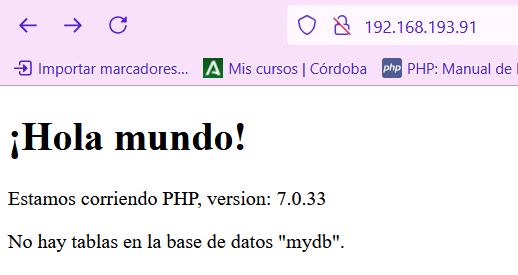 192.168.193.91
Importar marcadores... Mis cursos | Córdoba php PHP: Manual de
¡Hola mundo!
Estamos corriendo PHP, version: 7.0.33
No hay tablas en la base de datos "mydb".